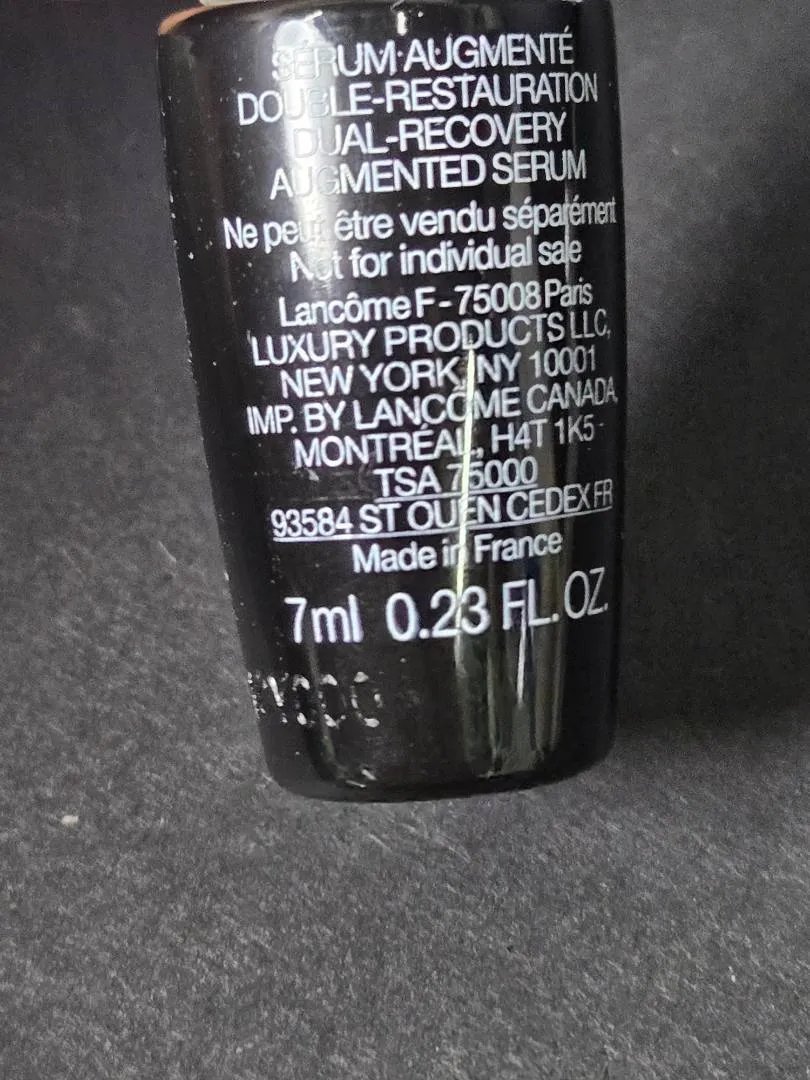 SÉRUM AUGMENTÉ
DOUBLE-RESTAURATION
DUAL-RECOVERY
AUGMENTED SERUM
Ne peut être vendu séparément
Not for individual sale
Lancôme F - 75008 Paris
LUXURY PRODUCTS LLC,
NEW YORK, NY 10001
IMP. BY LANCÔME CANADA,
MONTRÉAL, H4T 1K5 -
TSA 75000
93584 ST OUEN CEDEX FR
Made in France
7ml 0.23 FL. OZ.